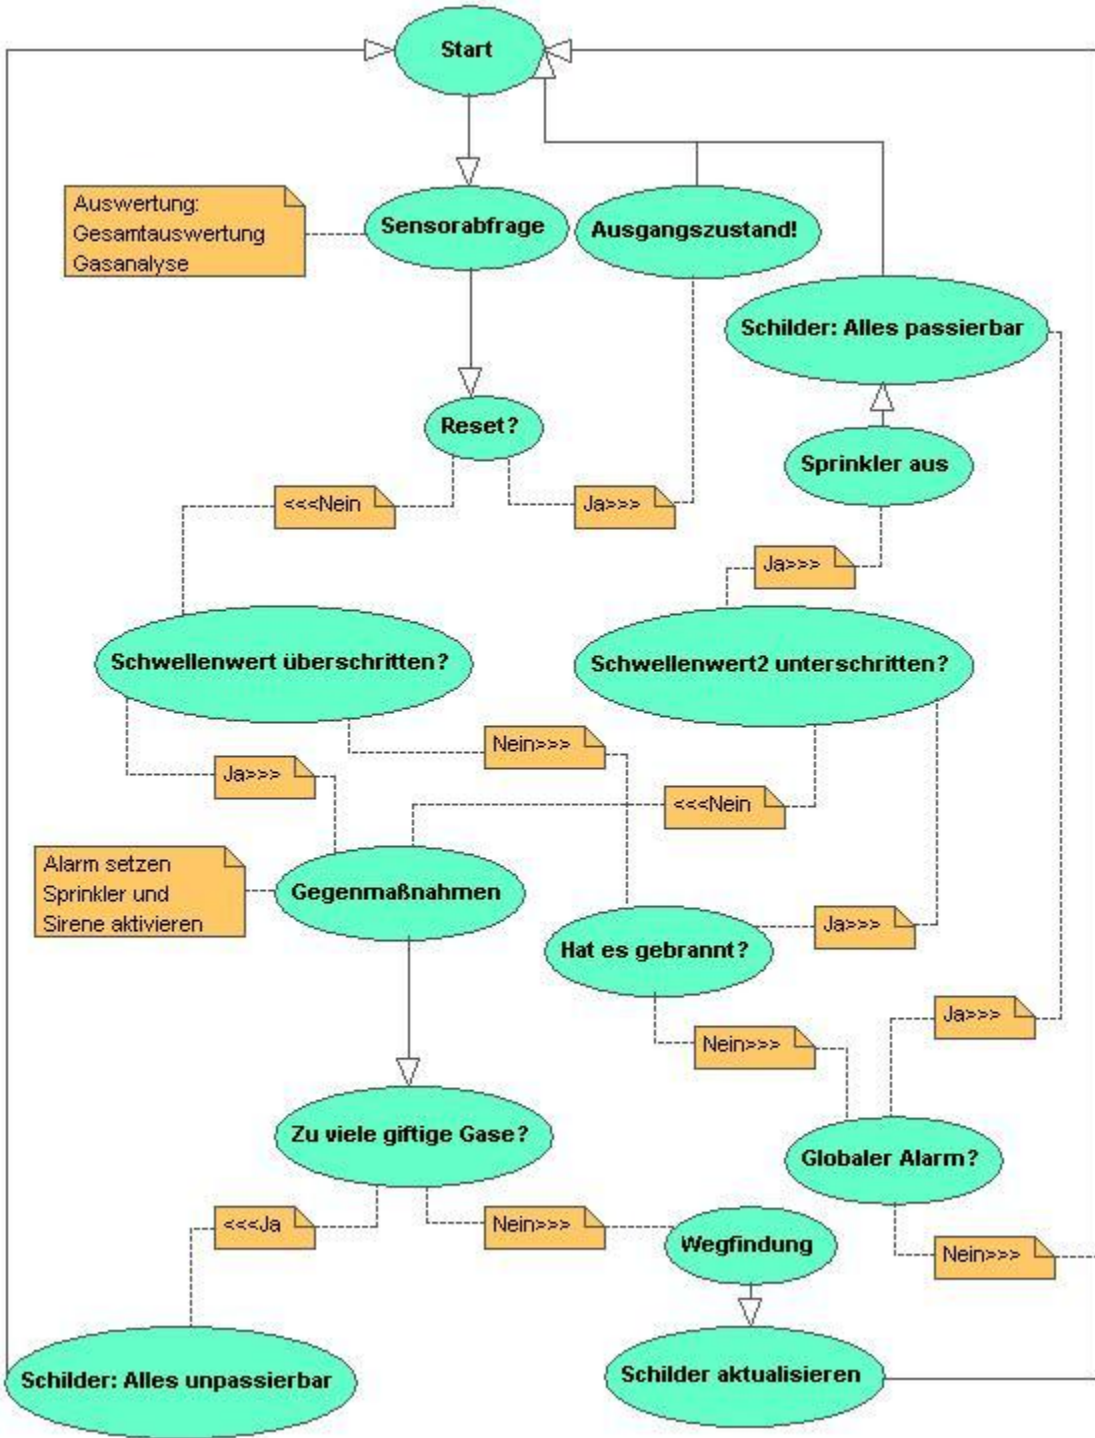 Start
Auswertung:
Gesamtauswertung
Gasanalyse
Sensorabfrage
Ausgangszustand!
Schilder: Alles passierbar
Reset?
Sprinkler aus
<<<Nein
Ja>>>
Ja>>>
Schwellenwert überschritten?
Schwellenwert2 unterschritten?
Nein>>>
Ja>>>
<<<Nein
Alarm setzen
Sprinkler und
Sirene aktivieren
Gegenmaßnahmen
Ja>>>
Hat es gebrannt?
Ja>>>
Nein>>>
Zu viele giftige Gase?
Globaler Alarm?
<<<Ja
Nein>>>
Wegfindung
Nein>>>
Schilder: Alles unpassierbar
Schilder aktualisieren